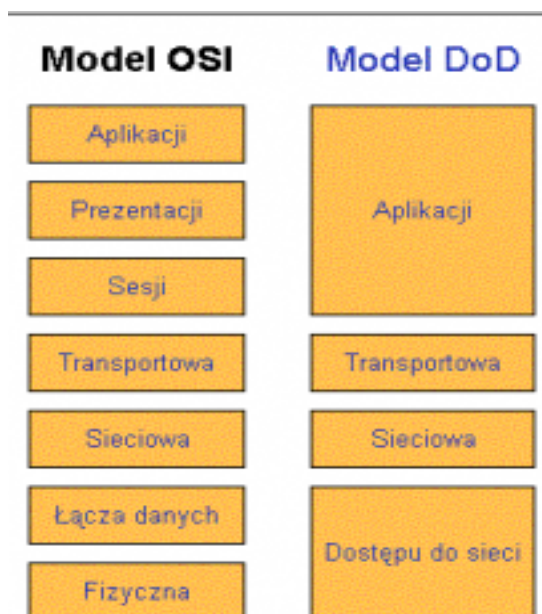 Model OSI
Model DoD
Aplikacji
Prezentacji
Sesji
Transportowa
Sieciowa
Łącza danych
Fizyczna
Aplikacji
Transportowa
Sieciowa
Dostępu do sieci